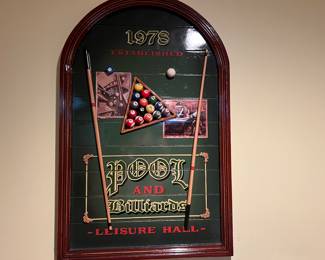 1978
ESTABLISHED
POOL
AND
Billiards
- LEISURE HALL -